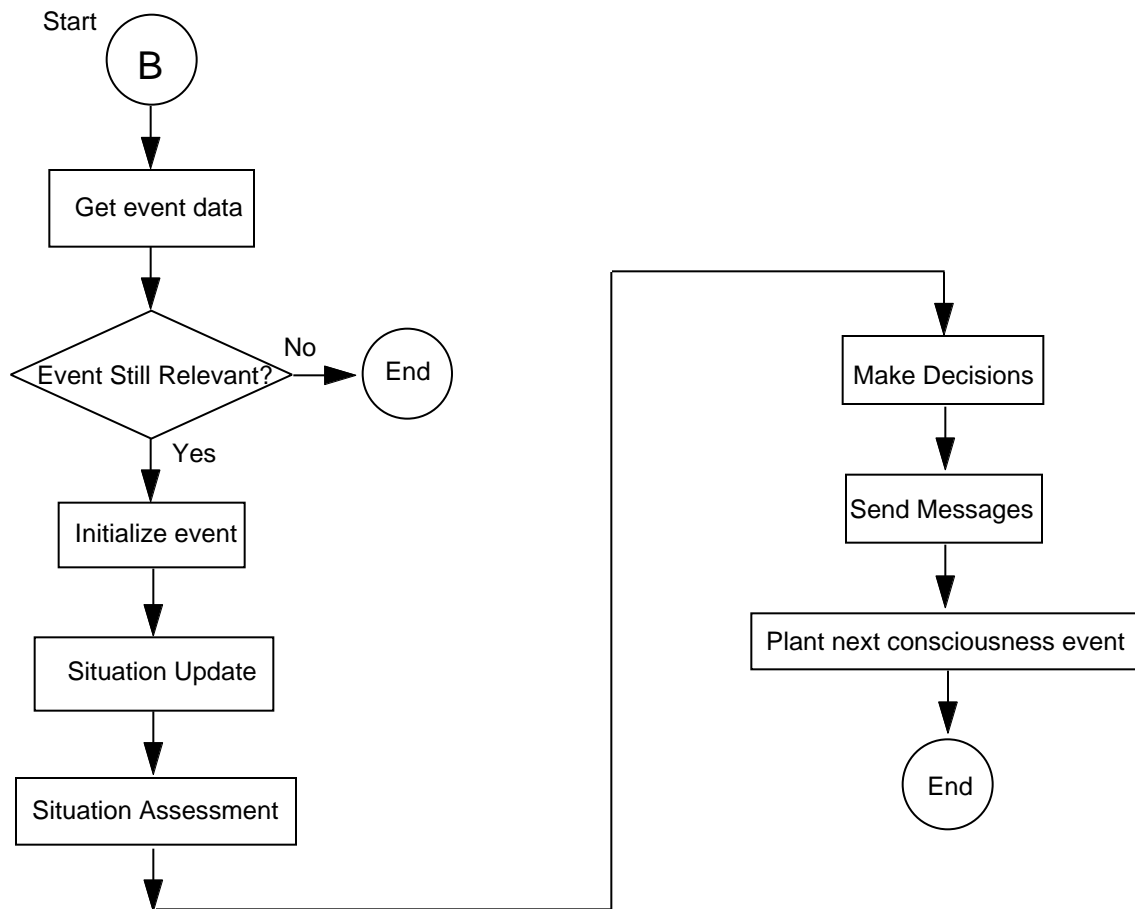 Start
B
Get event data
Event Still Relevant?
No
End
Yes
Initialize event
Situation Update
Situation Assessment
Make Decisions
Send Messages
Plant next consciousness event
End